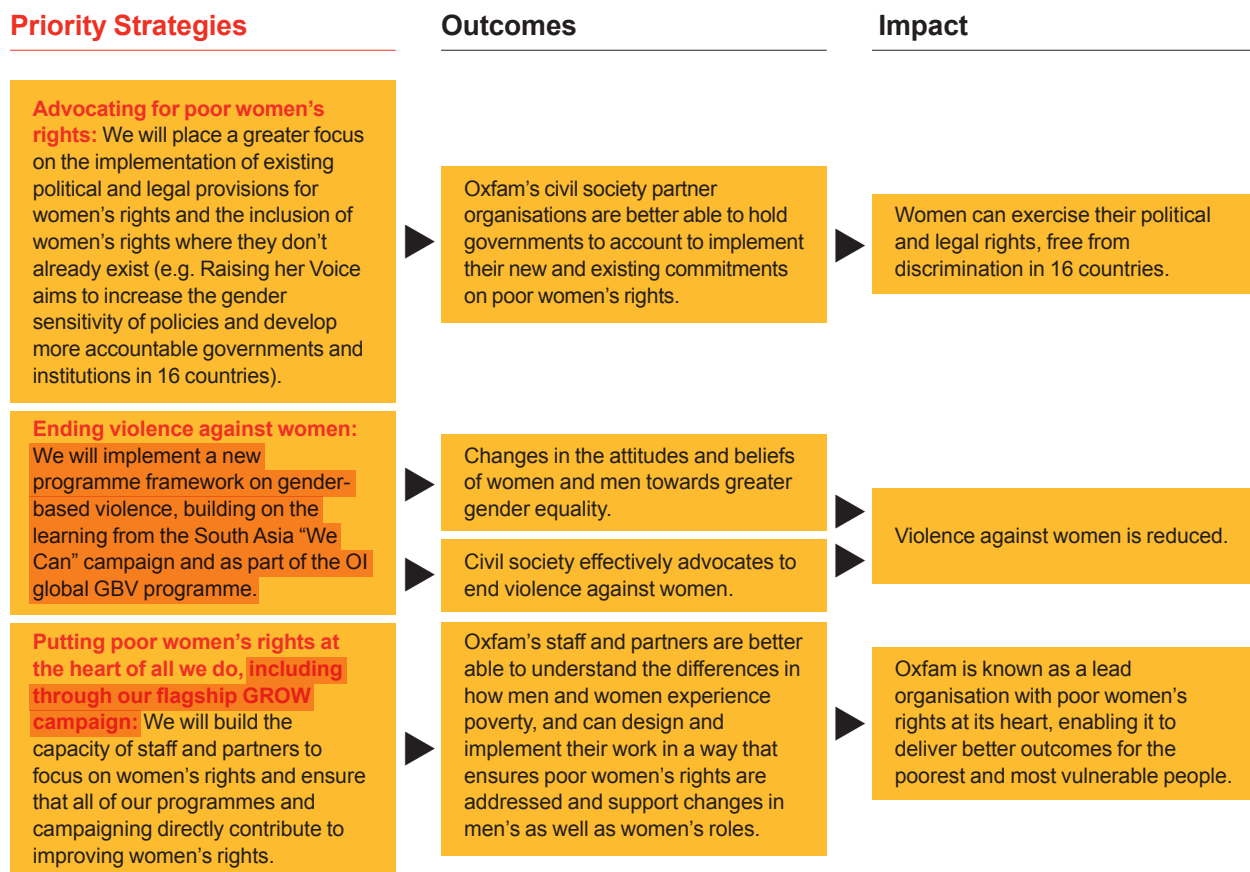 Priority Strategies
Outcomes
Impact
Advocating for poor women’s
rights: We will place a greater focus
on the implementation of existing
political and legal provisions for
women’s rights and the inclusion of
women’s rights where they don’t
already exist (e.g. Raising her Voice
aims to increase the gender
sensitivity of policies and develop
more accountable governments and
institutions in 16 countries).
Oxfam’s civil society partner
organisations are better able to hold
governments to account to implement
their new and existing commitments
on poor women’s rights.
Women can exercise their political
and legal rights, free from
discrimination in 16 countries.
Ending violence against women:
We will implement a new
programme framework on gender-
based violence, building on the
learning from the South Asia “We
Can” campaign and as part of the OI
global GBV programme.
Changes in the attitudes and beliefs
of women and men towards greater
gender equality.
Civil society effectively advocates to
end violence against women.
Violence against women is reduced.
Putting poor women’s rights at
the heart of all we do, including
through our flagship GROW
campaign: We will build the
capacity of staff and partners to
focus on women’s rights and ensure
that all of our programmes and
campaigning directly contribute to
improving women’s rights.
Oxfam’s staff and partners are better
able to understand the differences in
how men and women experience
poverty, and can design and
implement their work in a way that
ensures poor women’s rights are
addressed and support changes in
men’s as well as women’s roles.
Oxfam is known as a lead
organisation with poor women’s
rights at its heart, enabling it to
deliver better outcomes for the
poorest and most vulnerable people.